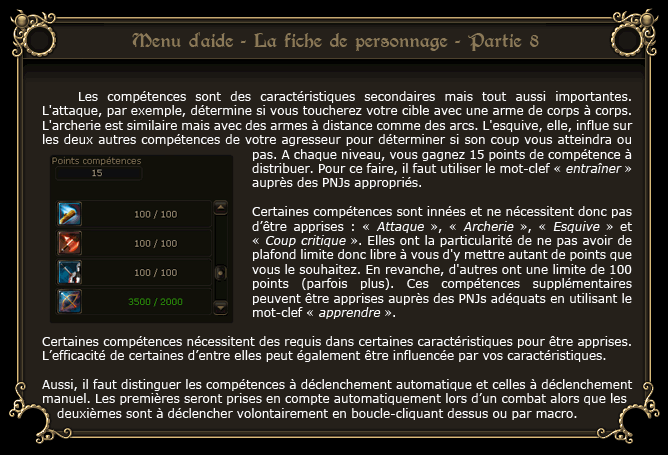 Menu d'aide - La fiche de personnage - Partie 8
Les compétences sont des caractéristiques secondaires mais tout aussi importantes.
L'attaque, par exemple, détermine si vous toucherez votre cible avec une arme de corps à corps.
L'archerie est similaire mais avec des armes à distance comme des arcs. L'esquive, elle, influe sur
les deux autres compétences de votre agresseur pour déterminer si son coup vous atteindra ou
pas. A chaque niveau, vous gagnez 15 points de compétence à
distribuer. Pour ce faire, il faut utiliser le mot-clef « entraîner »
auprès des PNJs appropriés.
Points compétences
15
100 / 100
100 / 100
100 / 100
3500 / 2000
Certaines compétences sont innées et ne nécessitent donc pas
d’être apprises : « Attaque », « Archerie », « Esquive » et
« Coup critique ». Elles ont la particularité de ne pas avoir de
plafond limite donc libre à vous d'y mettre autant de points que
vous le souhaitez. En revanche, d'autres ont une limite de 100
points (parfois plus). Ces compétences supplémentaires
peuvent être apprises auprès des PNJs adéquats en utilisant le
mot-clef « apprendre ».
Certaines compétences nécessitent des requis dans certaines caractéristiques pour être apprises.
L’efficacité de certaines d’entre elles peut également être influencée par vos caractéristiques.
Aussi, il faut distinguer les compétences à déclenchement automatique et celles à déclenchement
manuel. Les premières seront prises en compte automatiquement lors d’un combat alors que les
deuxièmes sont à déclencher volontairement en boucle-cliquant dessus ou par macro.